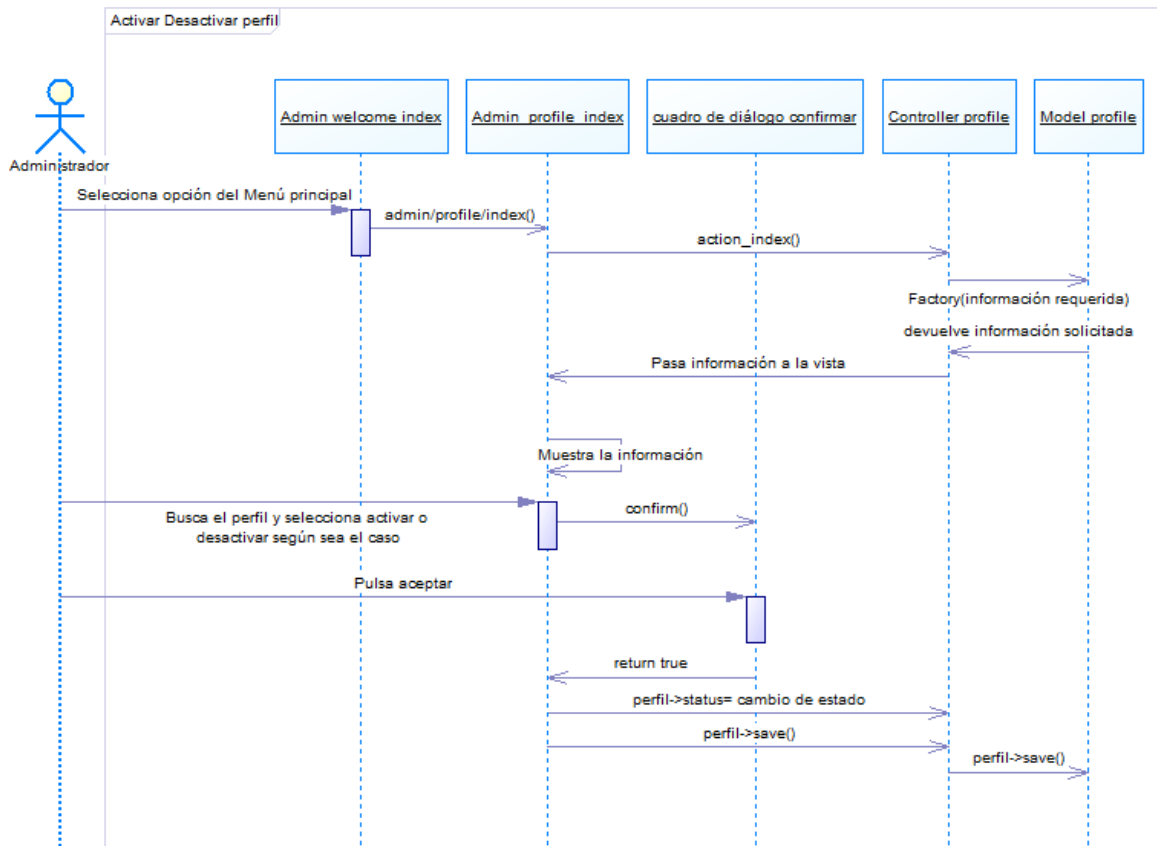 Activar Desactivar perfil
Administrador
Admin welcome index
Admin_profile_index
cuadro de diálogo confirmar
Controller profile
Model profile
Selecciona opción del Menú principal
admin/profile/index()
action_index()
Factory(información requerida)
devuelve información solicitada
Pasa información a la vista
Muestra la información
Busca el perfil y selecciona activar o
desactivar según sea el caso
confirm()
Pulsa aceptar
return true
perfil->status= cambio de estado
perfil->save()
perfil->save()